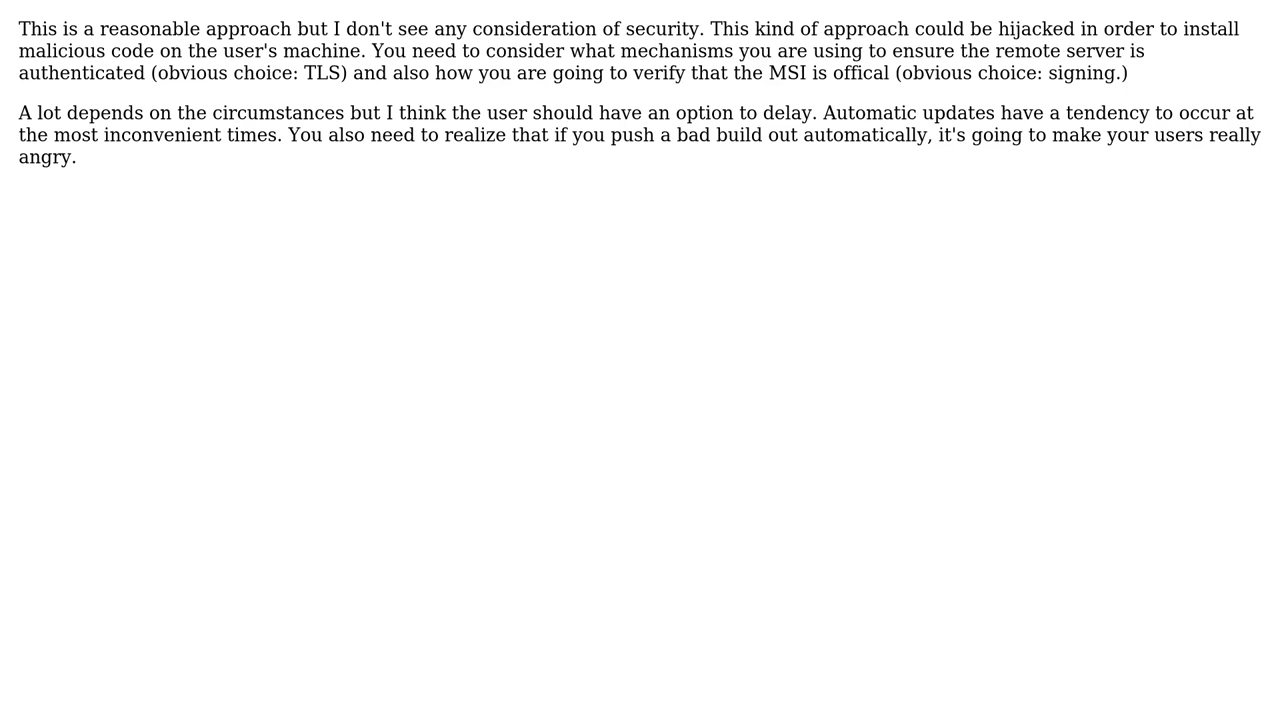 This is a reasonable approach but I don't see any consideration of security. This kind of approach could be hijacked in order to install
malicious code on the user's machine. You need to consider what mechanisms you are using to ensure the remote server is
authenticated (obvious choice: TLS) and also how you are going to verify that the MSI is offical (obvious choice: signing.)
A lot depends on the circumstances but I think the user should have an option to delay. Automatic updates have a tendency to occur at
the most inconvenient times. You also need to realize that if you push a bad build out automatically, it's going to make your users really
angry.